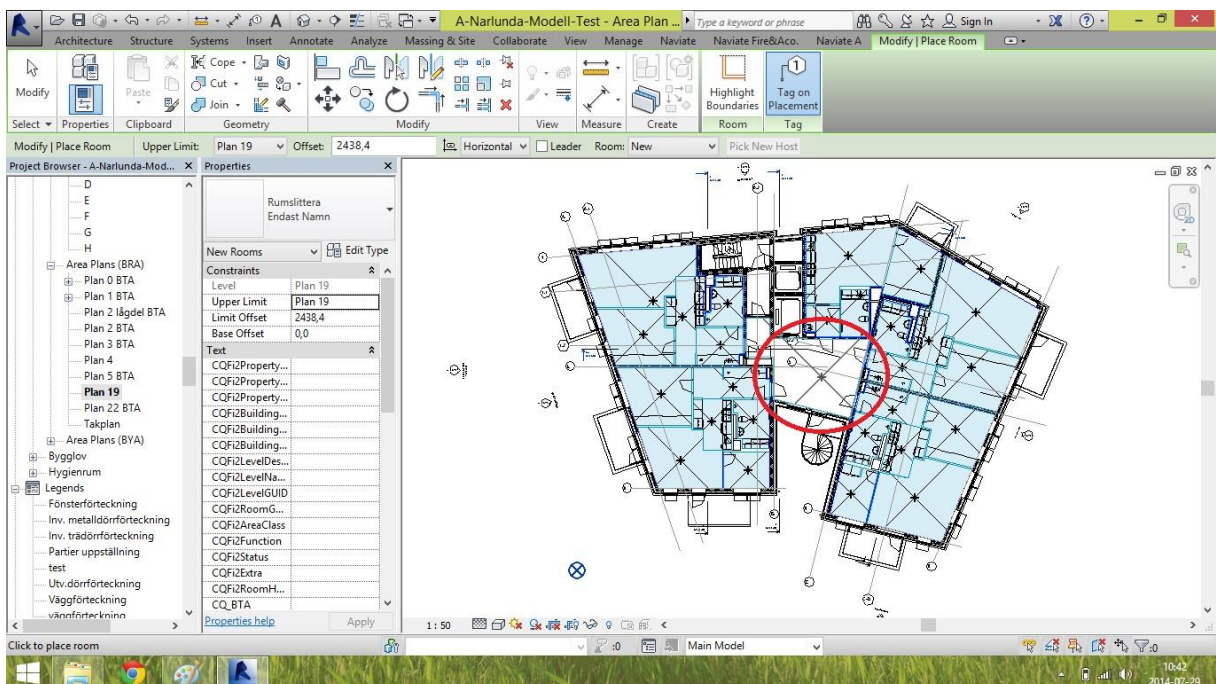 A-Narlunda-Modell-Test - Area Plan ... Type a keyword or phrase Sign In
Architecture Structure Systems Insert Annotate Analyze Massing & Site Collaborate View Manage Naviate Naviate Fire&Aco. Naviate A Modify | Place Room
Modify Paste Cope Cut Join Highlight Boundaries Tag on Placement
Select Properties Clipboard Geometry Modify View Measure Create Room Tag
Modify | Place Room Upper Limit: Plan 19 Offset: 2438,4 Horizontal Leader Room: New Pick New Host
Project Browser - A-Narlunda-Mod...
D
E
F
G
H
Area Plans (BRA)
Plan 0 BTA
Plan 1 BTA
Plan 2 lågdel BTA
Plan 2 BTA
Plan 3 BTA
Plan 4
Plan 5 BTA
Plan 19
Plan 22 BTA
Takplan
Area Plans (BYA)
Bygglov
Hygienrum
Legends
Fönsterförteckning
Inv. metalldörrförteckning
Inv. trädörrförteckning
Partier uppställning
test
Utv.dörrförteckning
Väggförteckning
väggförteckning
Properties
Rumslittera
Endast Namn
New Rooms Edit Type
Constraints
Level Plan 19
Upper Limit Plan 19
Limit Offset 2438,4
Base Offset 0,0
Text
CQFi2Property...
CQFi2Property...
CQFi2Property...
CQFi2Building...
CQFi2Building...
CQFi2Building...
CQFi2LevelDes...
CQFi2LevelNa...
CQFi2LevelGUID
CQFi2RoomG...
CQFi2AreaClass
CQFi2Function
CQFi2Status
CQFi2Extra
CQFi2RoomH...
CQ_BTA
Properties help Apply
1 : 50
Click to place room :0 Main Model :0
10:42
2014-07-29